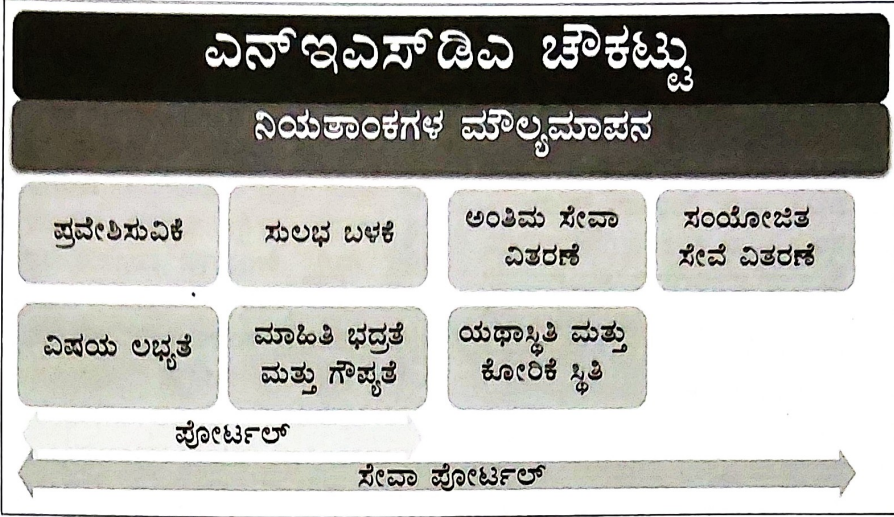 ಎನ್‌ಇಎಸ್‌ಡಿಎ ಚೌಕಟ್ಟು
ನಿಯತಾಂಕಗಳ ಮೌಲ್ಯಮಾಪನ
ಪ್ರವೇಶಿಸುವಿಕೆ
ಸುಲಭ ಬಳಕೆ
ಅಂತಿಮ ಸೇವಾ
ವಿತರಣೆ
ಸಂಯೋಜಿತ
ಸೇವೆ ವಿತರಣೆ
ವಿಷಯ ಲಭ್ಯತೆ
ಮಾಹಿತಿ ಭದ್ರತೆ
ಮತ್ತು ಗೌಪ್ಯತೆ
ಯಥಾಸ್ಥಿತಿ ಮತ್ತು
ಕೋರಿಕೆ ಸ್ಥಿತಿ
ಪೋರ್ಟಲ್
ಸೇವಾ ಪೋರ್ಟಲ್